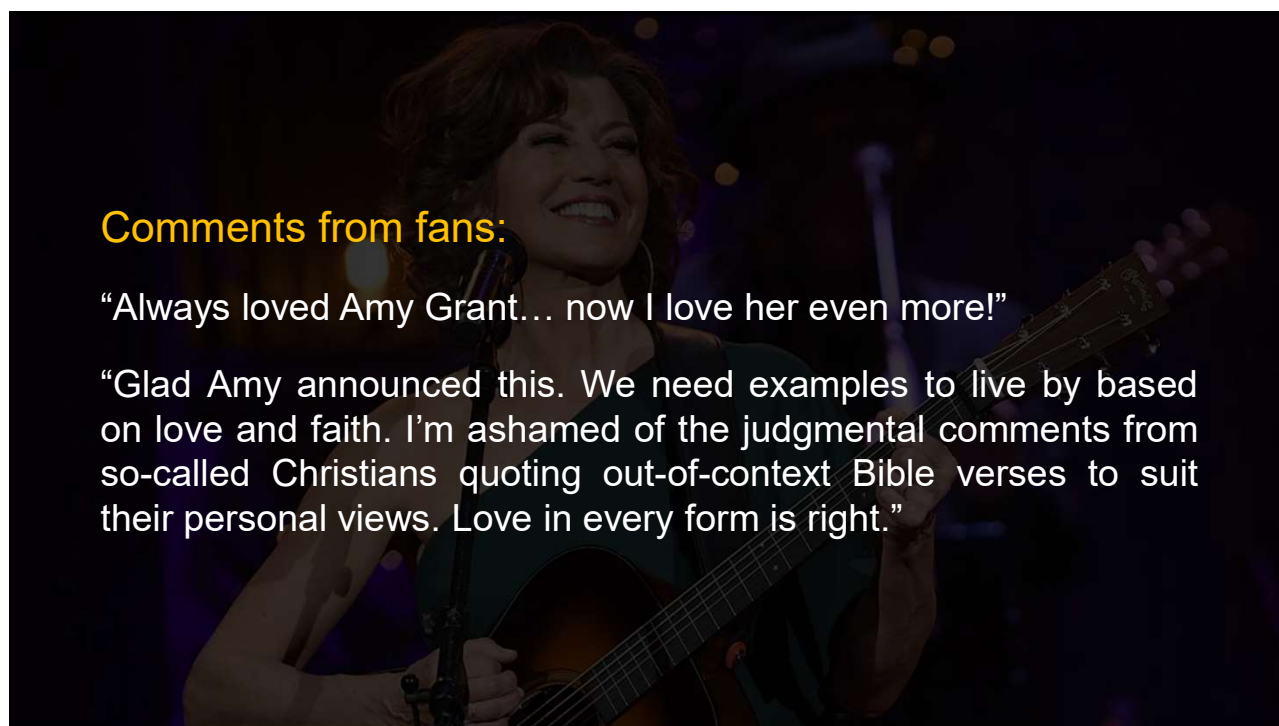 Comments from fans:
“Always loved Amy Grant… now I love her even more!”
“Glad Amy announced this. We need examples to live by based
on love and faith. I’m ashamed of the judgmental comments from
so-called Christians quoting out-of-context Bible verses to suit
their personal views. Love in every form is right.”